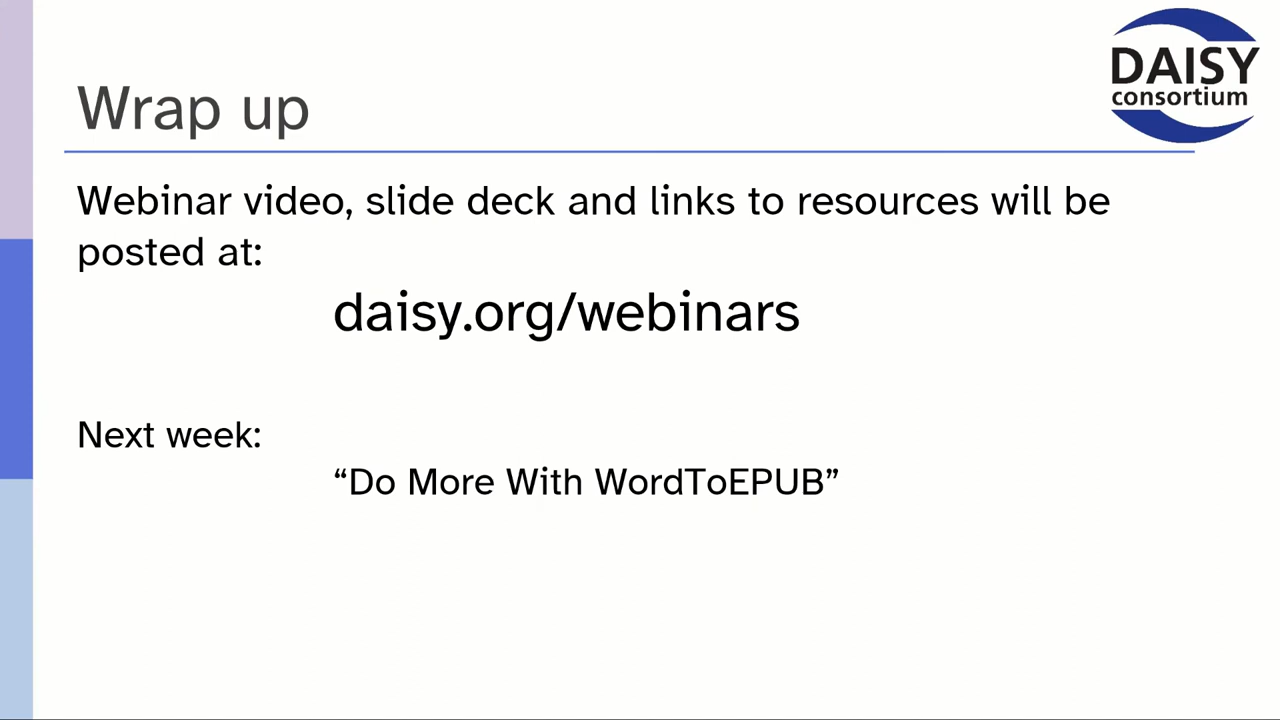 DAISY
consortium
Wrap up
Webinar video, slide deck and links to resources will be
posted at:
daisy.org/webinars
Next week:
“Do More With WordToEPUB”